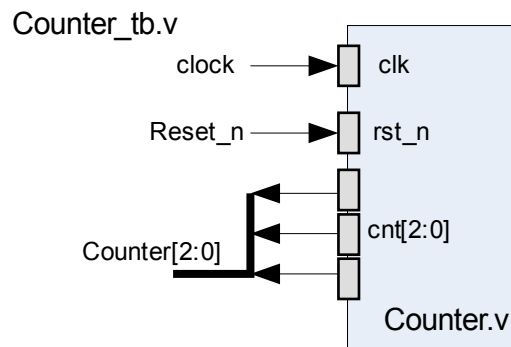 Counter_tb.v
clock clk
Reset_n rst_n
cnt[2:0]
Counter[2:0]
Counter.v